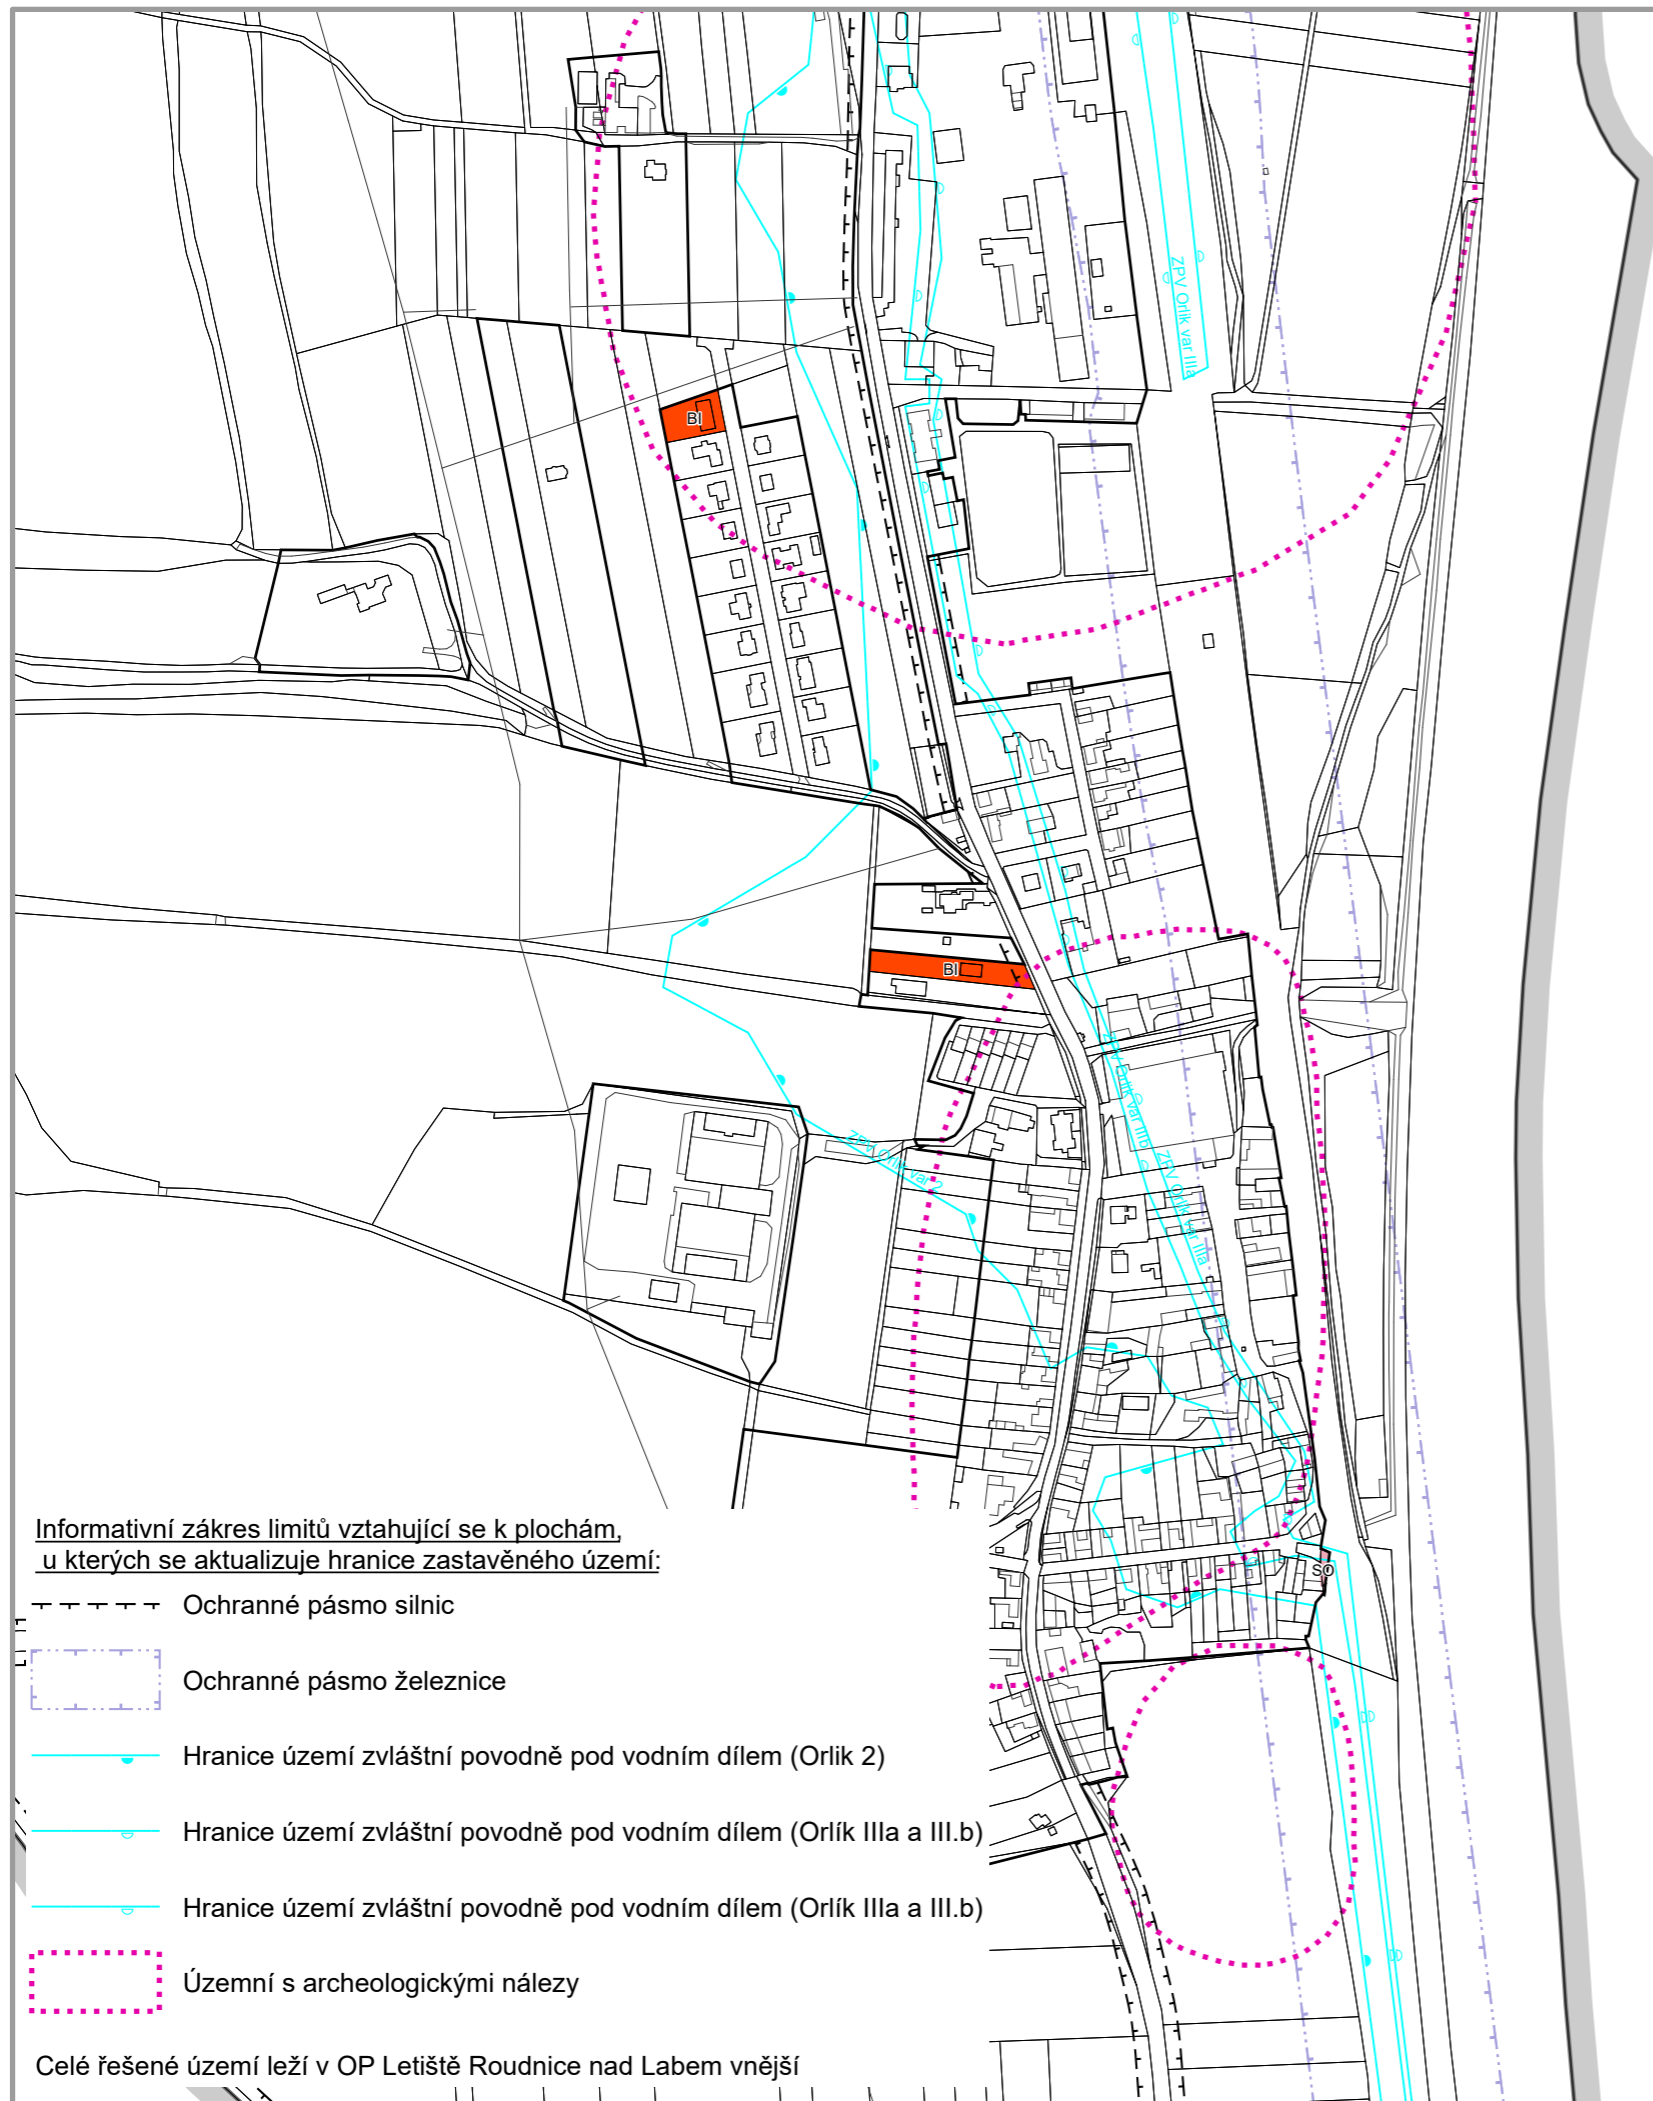 ZPV Orlík var IIIa
BI
BI
ZPV Orlík var IIIb
ZPV Orlík var IIIa
ZPV Orlik var 2
SO
Informativní zákres limitů vztahující se k plochám,
u kterých se aktualizuje hranice zastavěného území:
Ochranné pásmo silnic
Ochranné pásmo železnice
Hranice území zvláštní povodně pod vodním dílem (Orlik 2)
Hranice území zvláštní povodně pod vodním dílem (Orlík IIIa a III.b)
Hranice území zvláštní povodně pod vodním dílem (Orlík IIIa a III.b)
Územní s archeologickými nálezy
Celé řešené území leží v OP Letiště Roudnice nad Labem vnější